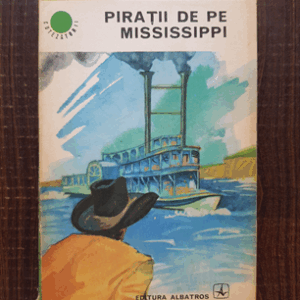 PIRAȚII DE PE
MISSISSIPPI
EDITURA ALBATROS